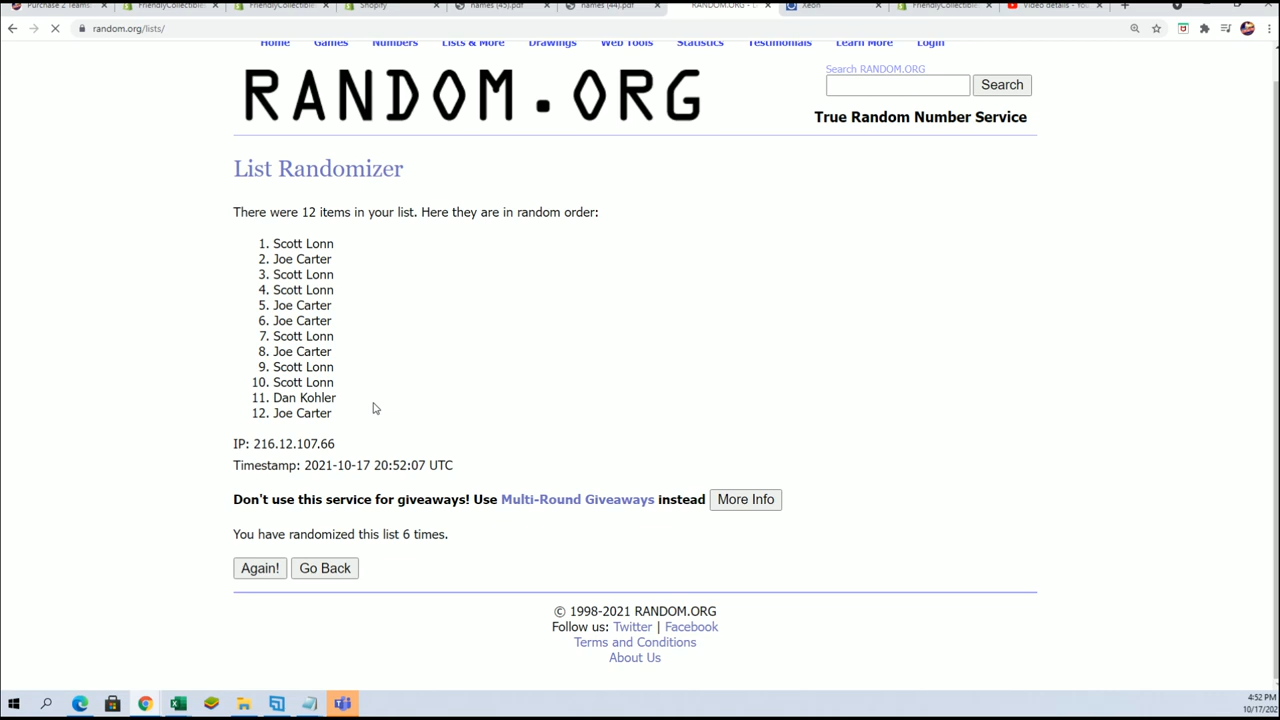 Purchase 2 Teams:
FriendlyCollectible
FriendlyCollectible
Shopify
names (45).pdf
names (44).pdf
RANDOM.ORG - L
Xeon
FriendlyCollectible
Video details - You
random.org/lists/
Home Games Numbers Lists & More Drawings Web Tools Statistics Testimonials Learn More Login
RANDOM.ORG
Search RANDOM.ORG
Search
True Random Number Service
List Randomizer
There were 12 items in your list. Here they are in random order:
1. Scott Lonn
2. Joe Carter
3. Scott Lonn
4. Scott Lonn
5. Joe Carter
6. Joe Carter
7. Scott Lonn
8. Joe Carter
9. Scott Lonn
10. Scott Lonn
11. Dan Kohler
12. Joe Carter
IP: 216.12.107.66
Timestamp: 2021-10-17 20:52:07 UTC
Don't use this service for giveaways! Use Multi-Round Giveaways instead More Info
You have randomized this list 6 times.
Again! Go Back
© 1998-2021 RANDOM.ORG
Follow us: Twitter | Facebook
Terms and Conditions
About Us
4:52 PM
10/17/202